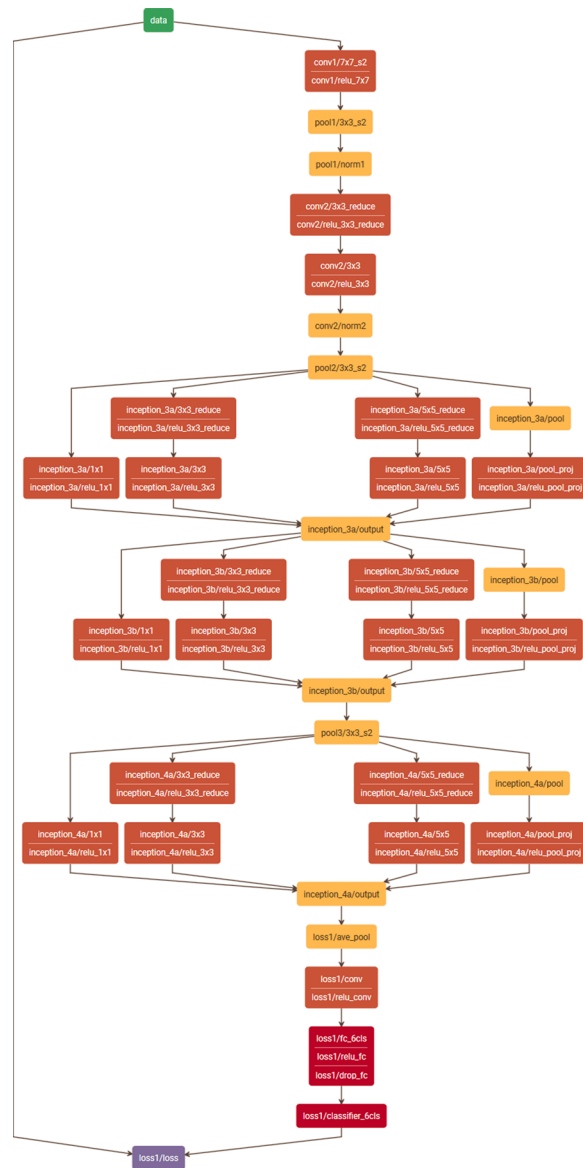 data
conv1/7x7_s2
conv1/relu_7x7
pool1/3x3_s2
pool1/norm1
conv2/3x3_reduce
conv2/relu_3x3_reduce
conv2/3x3
conv2/relu_3x3
conv2/norm2
pool2/3x3_s2
inception_3a/3x3_reduce
inception_3a/relu_3x3_reduce
inception_3a/5x5_reduce
inception_3a/relu_5x5_reduce
inception_3a/pool
inception_3a/1x1
inception_3a/relu_1x1
inception_3a/3x3
inception_3a/relu_3x3
inception_3a/5x5
inception_3a/relu_5x5
inception_3a/pool_proj
inception_3a/relu_pool_proj
inception_3a/output
inception_3b/3x3_reduce
inception_3b/relu_3x3_reduce
inception_3b/5x5_reduce
inception_3b/relu_5x5_reduce
inception_3b/pool
inception_3b/1x1
inception_3b/relu_1x1
inception_3b/3x3
inception_3b/relu_3x3
inception_3b/5x5
inception_3b/relu_5x5
inception_3b/pool_proj
inception_3b/relu_pool_proj
inception_3b/output
pool3/3x3_s2
inception_4a/3x3_reduce
inception_4a/relu_3x3_reduce
inception_4a/5x5_reduce
inception_4a/relu_5x5_reduce
inception_4a/pool
inception_4a/1x1
inception_4a/relu_1x1
inception_4a/3x3
inception_4a/relu_3x3
inception_4a/5x5
inception_4a/relu_5x5
inception_4a/pool_proj
inception_4a/relu_pool_proj
inception_4a/output
loss1/ave_pool
loss1/conv
loss1/relu_conv
loss1/fc_6cls
loss1/relu_fc
loss1/drop_fc
loss1/classifier_6cls
loss1/loss